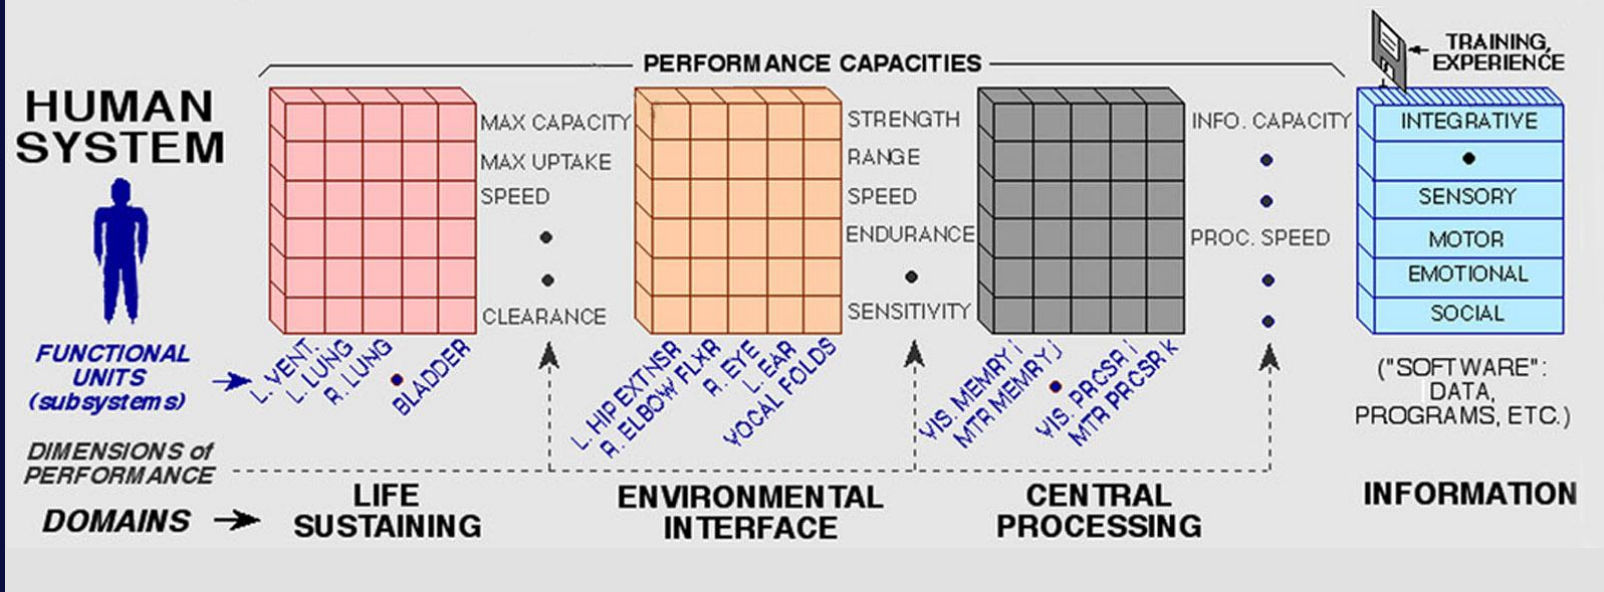 PERFORMANCE CAPACITIES
TRAINING,
EXPERIENCE
HUMAN
SYSTEM
MAX CAPACITY
MAX UPTAKE
SPEED
CLEARANCE
STRENGTH
RANGE
SPEED
ENDURANCE
SENSITIVITY
INFO. CAPACITY
PROC. SPEED
INTEGRATIVE
SENSORY
MOTOR
EMOTIONAL
SOCIAL
FUNCTIONAL
UNITS
(subsystems)
L. VENT.
L. LUNG
R. LUNG
BLADDER
L. HIP EXTNSR
R. ELBOW FLXR
R. EYE
L. EAR
VOCAL FOLDS
VIS. MEMRY i
MTR MEMRY j
VIS. PRCSR i
MTR PRCSR k
("SOFTWARE":
DATA,
PROGRAMS, ETC.)
DIMENSIONS of
PERFORMANCE
DOMAINS
LIFE
SUSTAINING
ENVIRONMENTAL
INTERFACE
CENTRAL
PROCESSING
INFORMATION